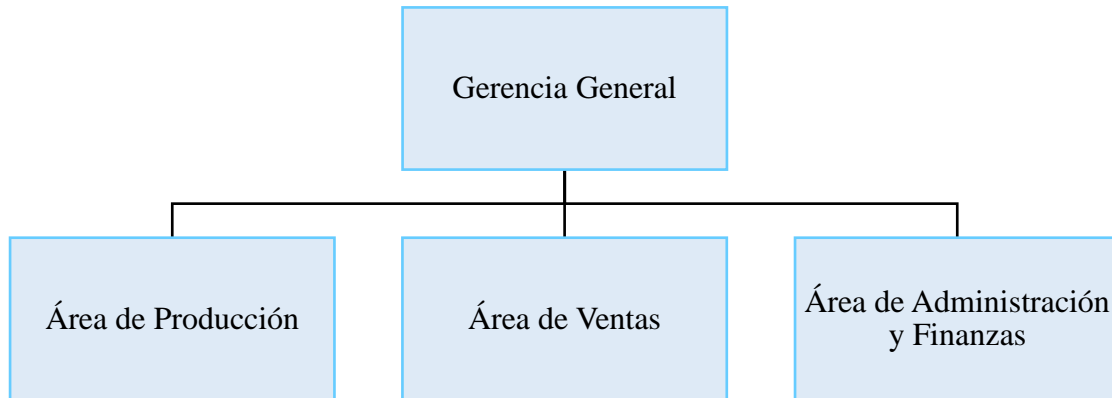 Gerencia General
Área de Producción
Área de Ventas
Área de Administración
y Finanzas